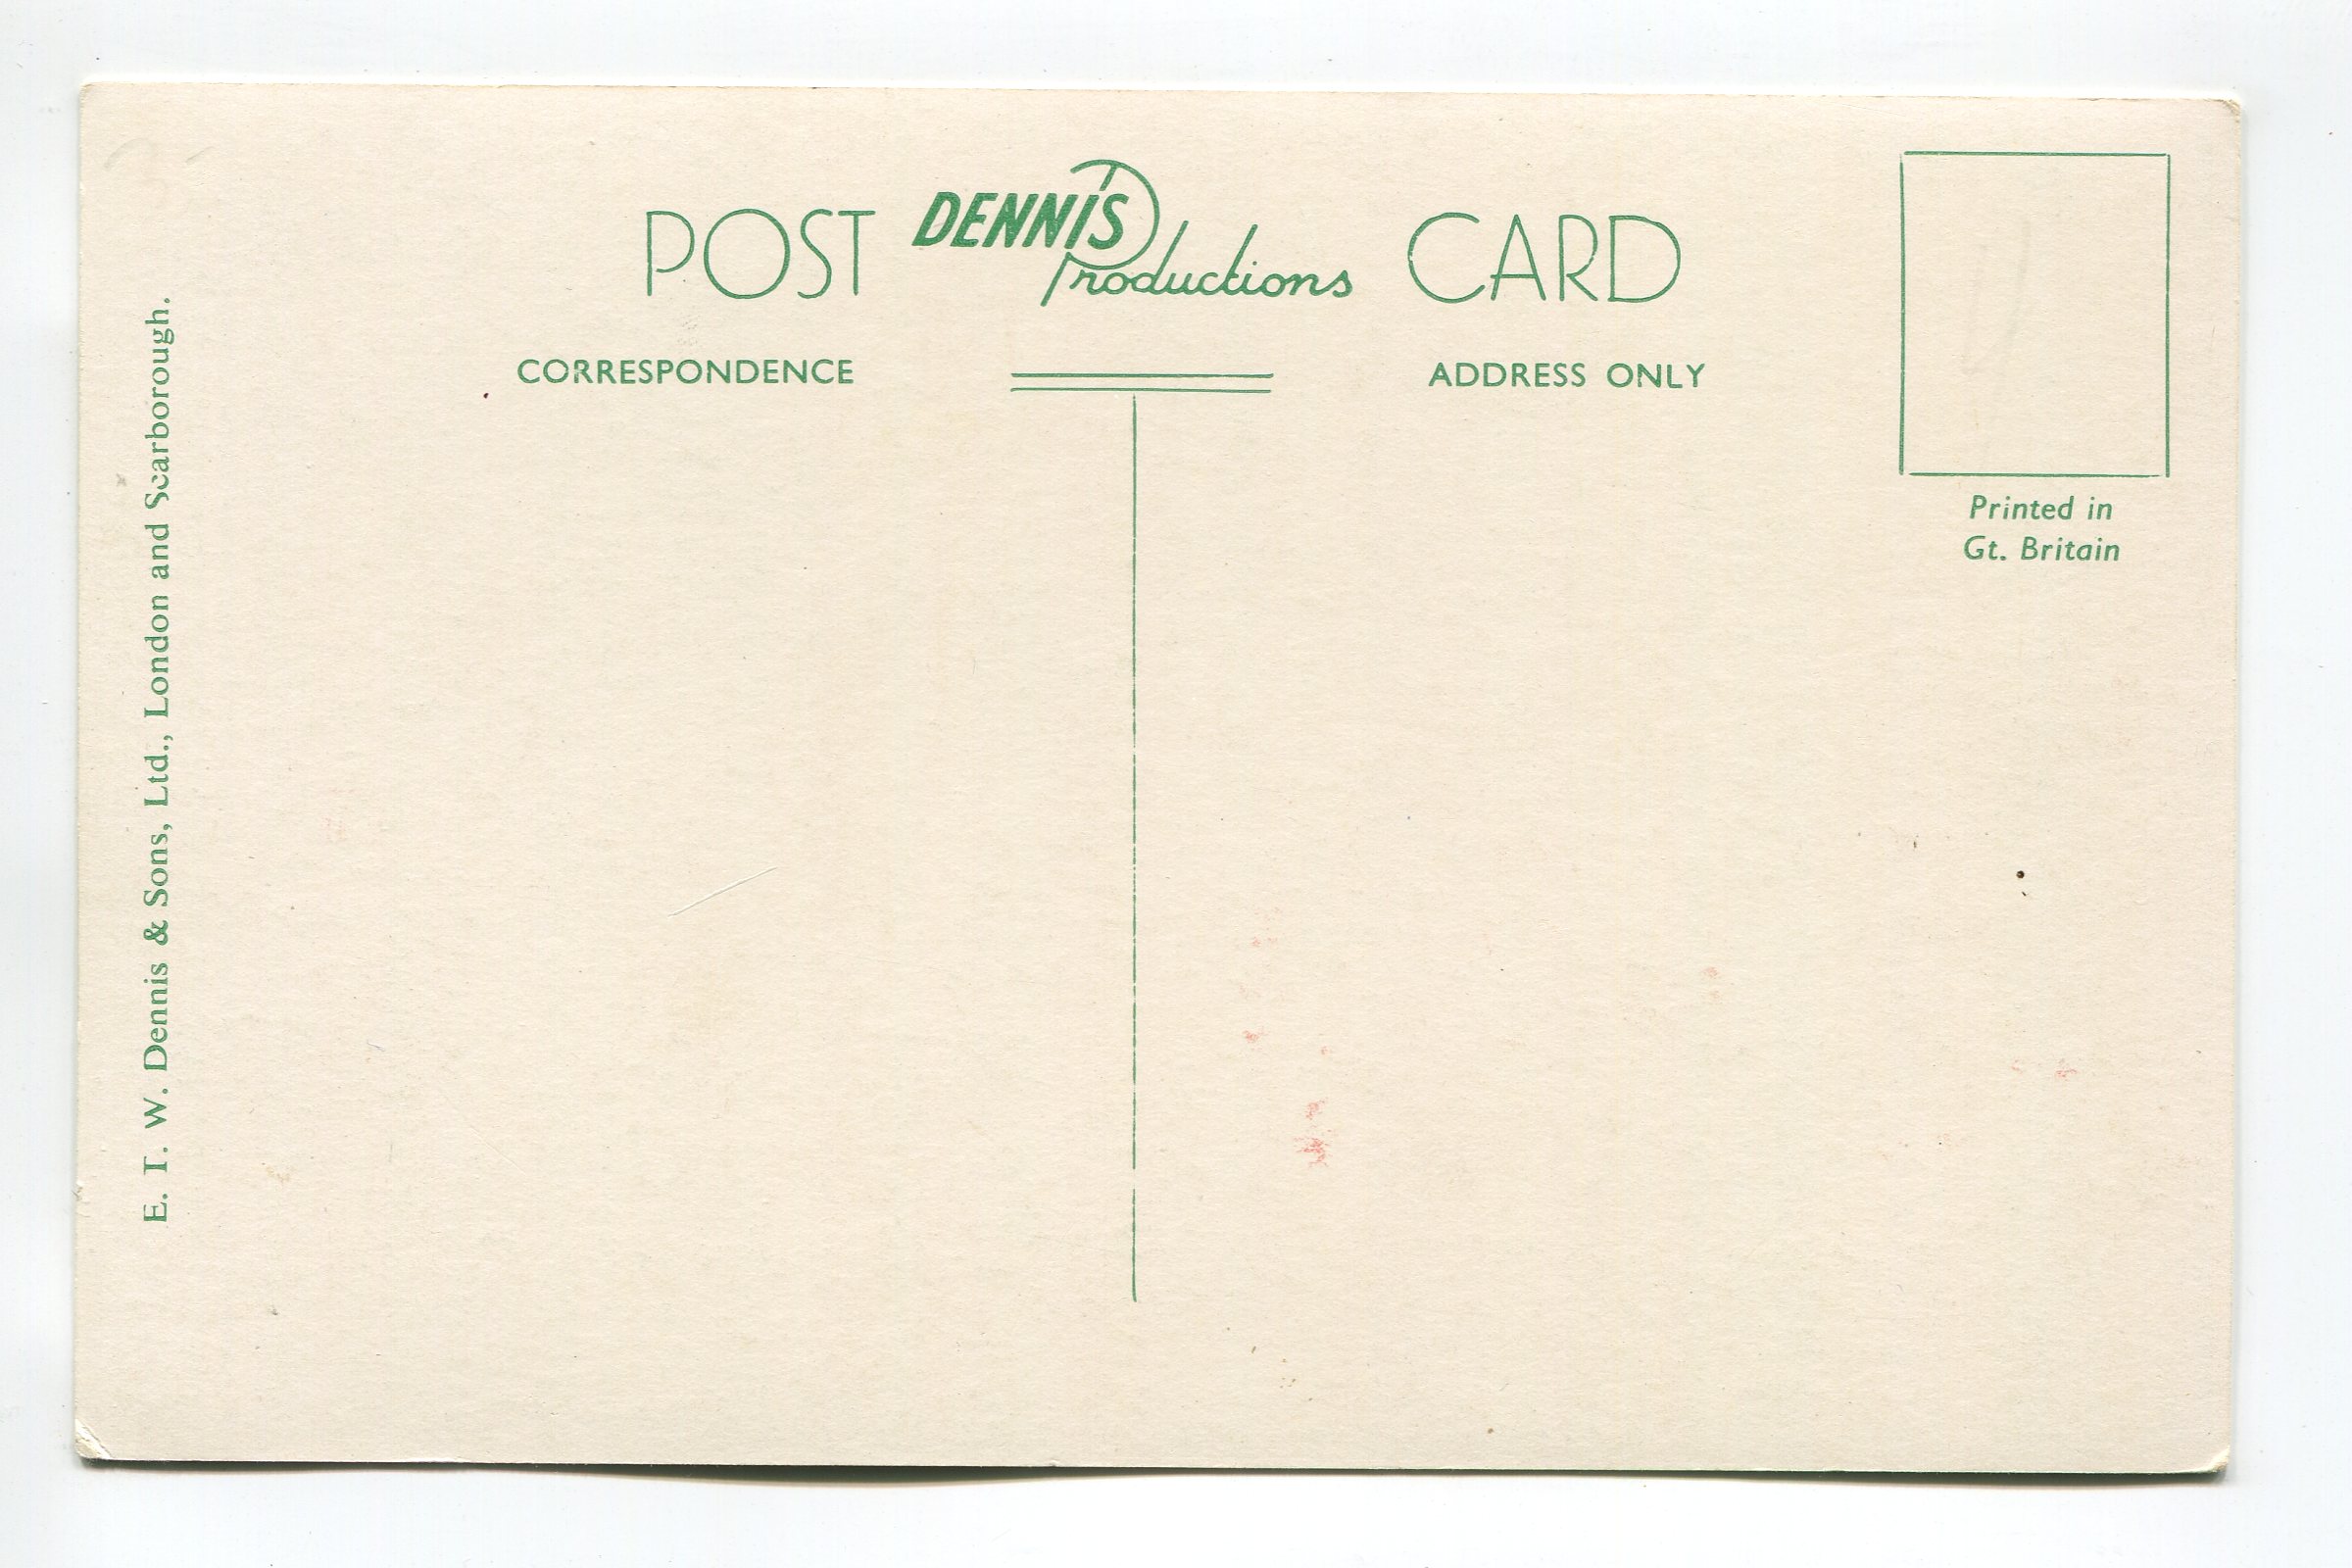 POST DENNIS Productions CARD
CORRESPONDENCE
ADDRESS ONLY
Printed in
Gt. Britain
E. T. W. Dennis & Sons, Ltd., London and Scarborough.